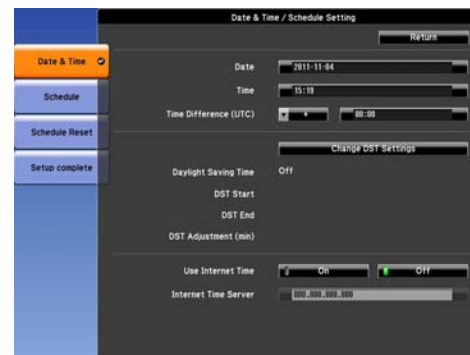 Date & Time / Schedule Setting
Return
Date & Time
Schedule
Schedule Reset
Setup complete
Date 2011-11-04
Time 15:19
Time Difference (UTC) + 00:00
Change DST Settings
Daylight Saving Time Off
DST Start
DST End
DST Adjustment (min)
Use Internet Time On Off
Internet Time Server 000.000.000.000